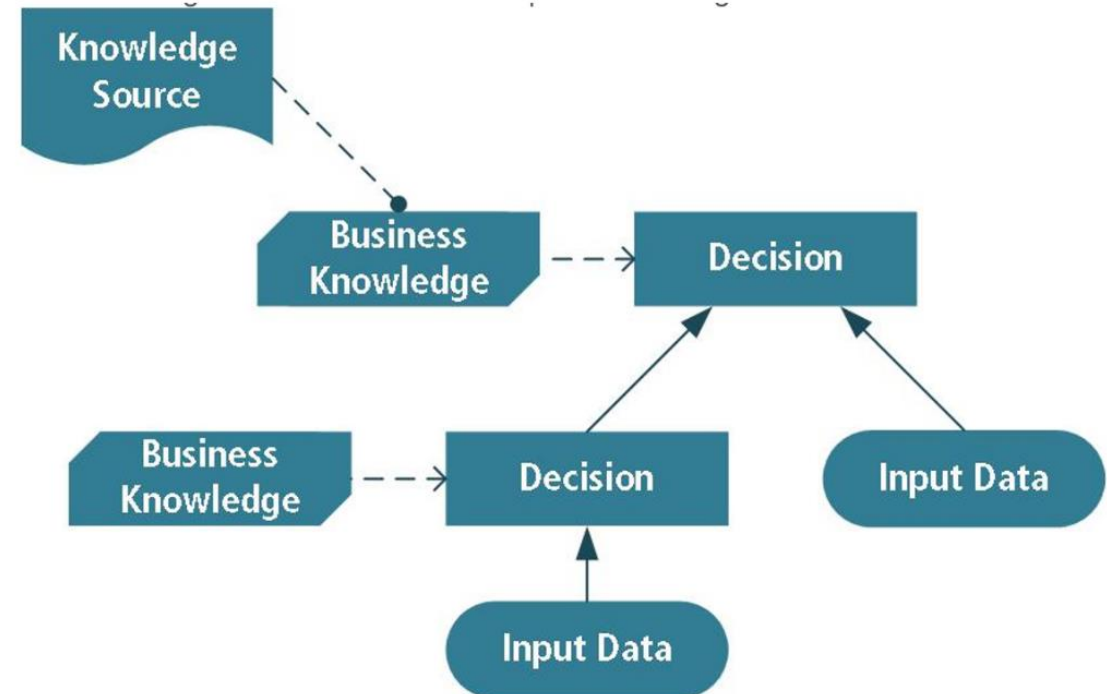 Knowledge
Source
Business
Knowledge
Decision
Business
Knowledge
Decision
Input Data
Input Data